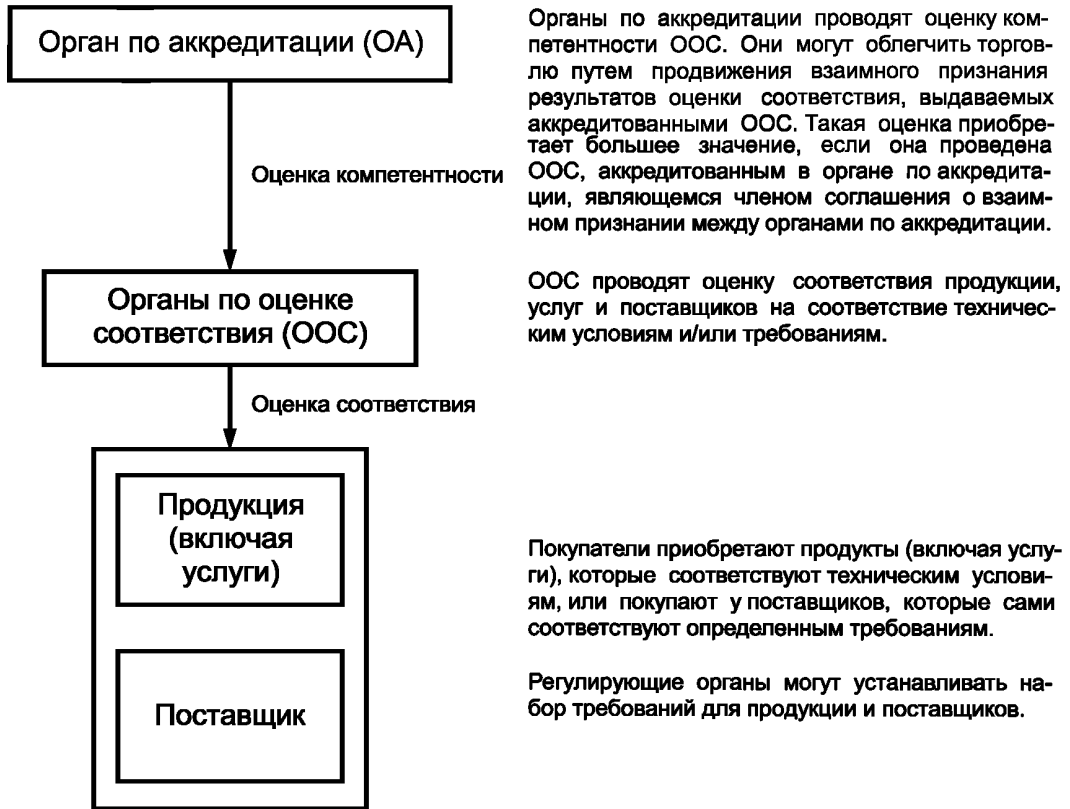 Орган по аккредитации (ОА)
Органы по аккредитации проводят оценку ком-
петентности ООС. Они могут облегчить торгов-
лю путем продвижения взаимного признания
результатов оценки соответствия, выдаваемых
аккредитованными ООС. Такая оценка приобре-
тает большее значение, если она проведена
ООС, аккредитованным в органе по аккредита-
ции, являющемся членом соглашения о взаим-
ном признании между органами по аккредитации.
Оценка компетентности
Органы по оценке
соответствия (ООС)
ООС проводят оценку соответствия продукции,
услуг и поставщиков на соответствие техничес-
ким условиям и/или требованиям.
Оценка соответствия
Продукция
(включая
услуги)
Покупатели приобретают продукты (включая услу-
ги), которые соответствуют техническим услови-
ям, или покупают у поставщиков, которые сами
соответствуют определенным требованиям.
Поставщик
Регулирующие органы могут устанавливать на-
бор требований для продукции и поставщиков.